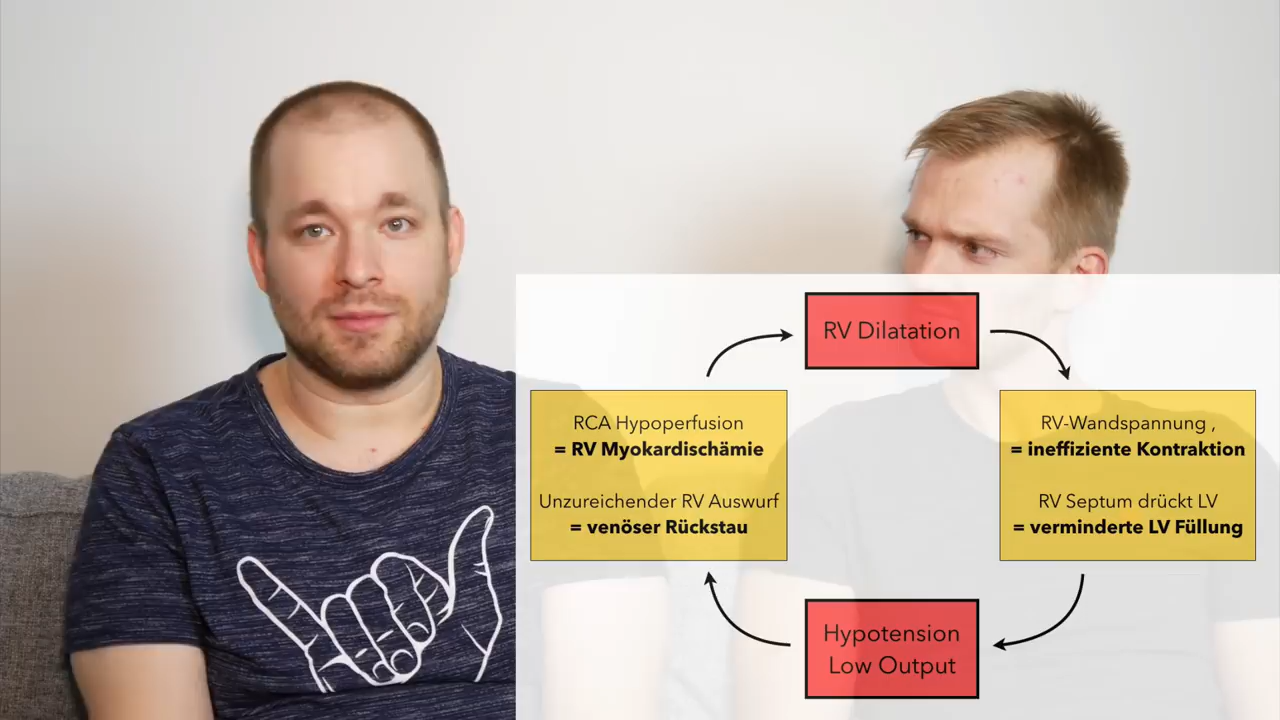 RV Dilatation
RCA Hypoperfusion
= RV Myokardischämie
Unzureichender RV Auswurf
= venöser Rückstau
RV-Wandspannung ,
= ineffiziente Kontraktion
RV Septum drückt LV
= verminderte LV Füllung
Hypotension
Low Output